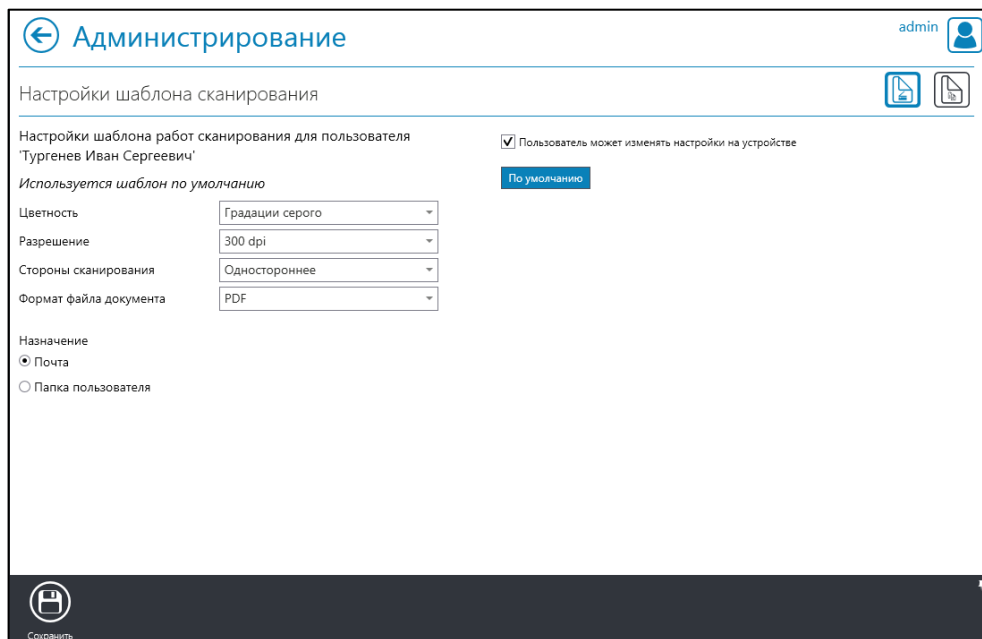 Администрирование
admin
Настройки шаблона сканирования
Настройки шаблона работ сканирования для пользователя
'Тургенев Иван Сергеевич'
Используется шаблон по умолчанию
Цветность
Градации серого
Разрешение
300 dpi
Стороны сканирования
Одностороннее
Формат файла документа
PDF
Назначение
Почта
Папка пользователя
Пользователь может изменять настройки на устройстве
По умолчанию
Сохранить